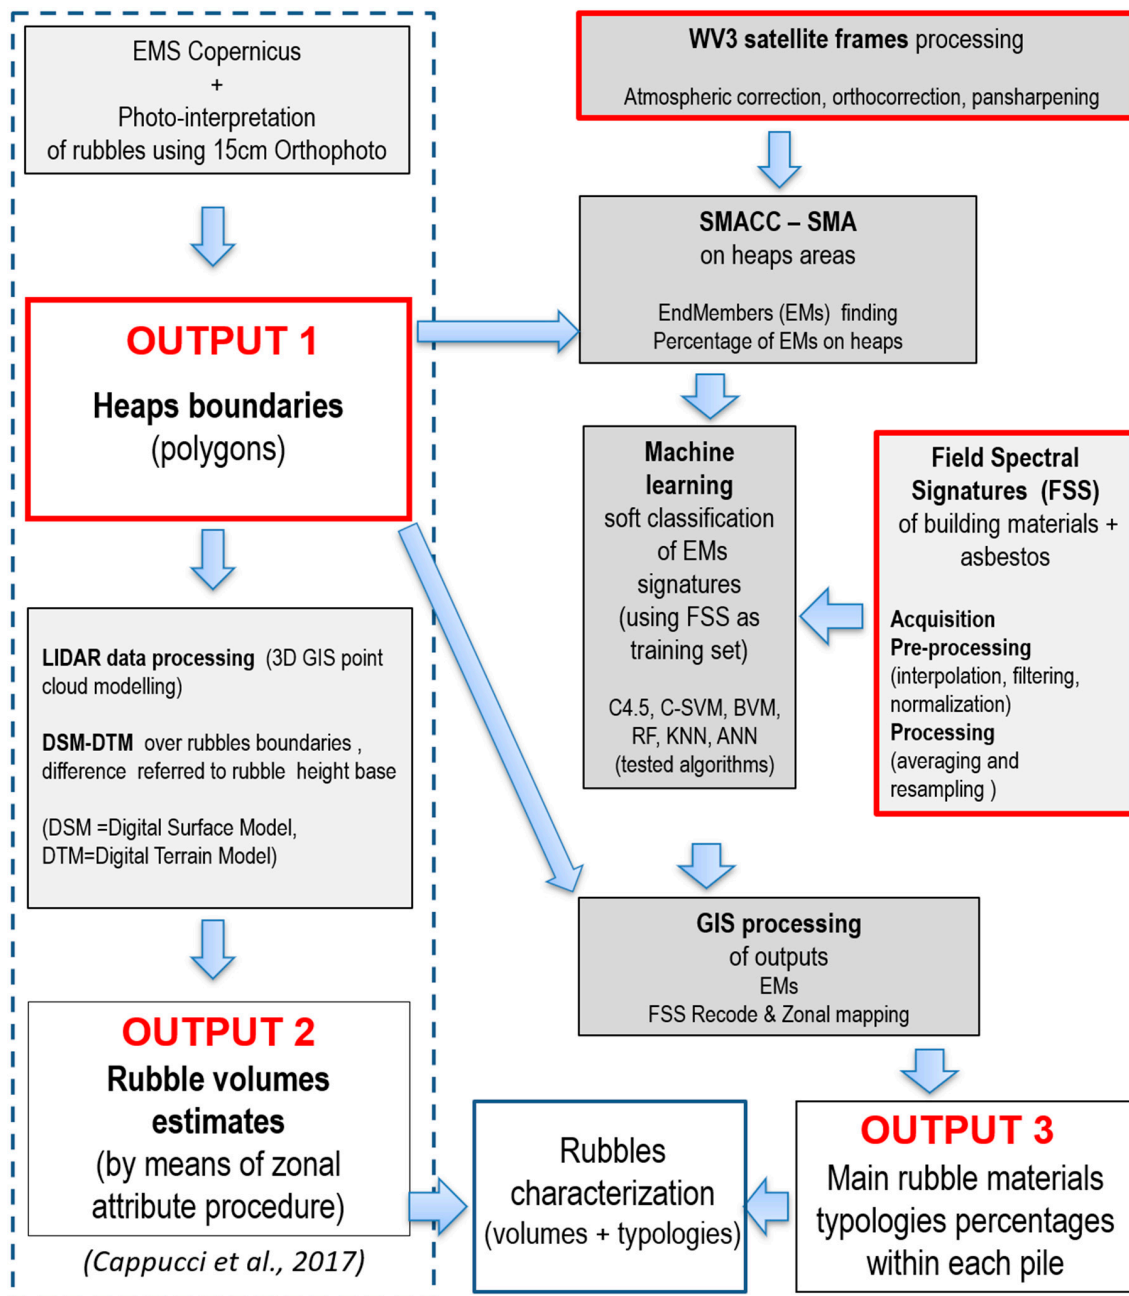 EMS Copernicus
+
Photo-interpretation
of rubbles using 15cm Orthophoto
OUTPUT 1
Heaps boundaries
(polygons)
LIDAR data processing (3D GIS point
cloud modelling)
DSM-DTM over rubbles boundaries ,
difference referred to rubble height base
(DSM =Digital Surface Model,
DTM=Digital Terrain Model)
OUTPUT 2
Rubble volumes
estimates
(by means of zonal
attribute procedure)
(Cappucci et al., 2017)
WV3 satellite frames processing
Atmospheric correction, orthocorrection, pansharpening
SMACC – SMA
on heaps areas
EndMembers (EMs) finding
Percentage of EMs on heaps
Machine
learning
soft classification
of EMs
signatures
(using FSS as
training set)
C4.5, C-SVM, BVM,
RF, KNN, ANN
(tested algorithms)
Field Spectral
Signatures (FSS)
of building materials +
asbestos
Acquisition
Pre-processing
(interpolation, filtering,
normalization)
Processing
(averaging and
resampling )
GIS processing
of outputs
EMs
FSS Recode & Zonal mapping
OUTPUT 3
Main rubble materials
typologies percentages
within each pile
Rubbles
characterization
(volumes + typologies)